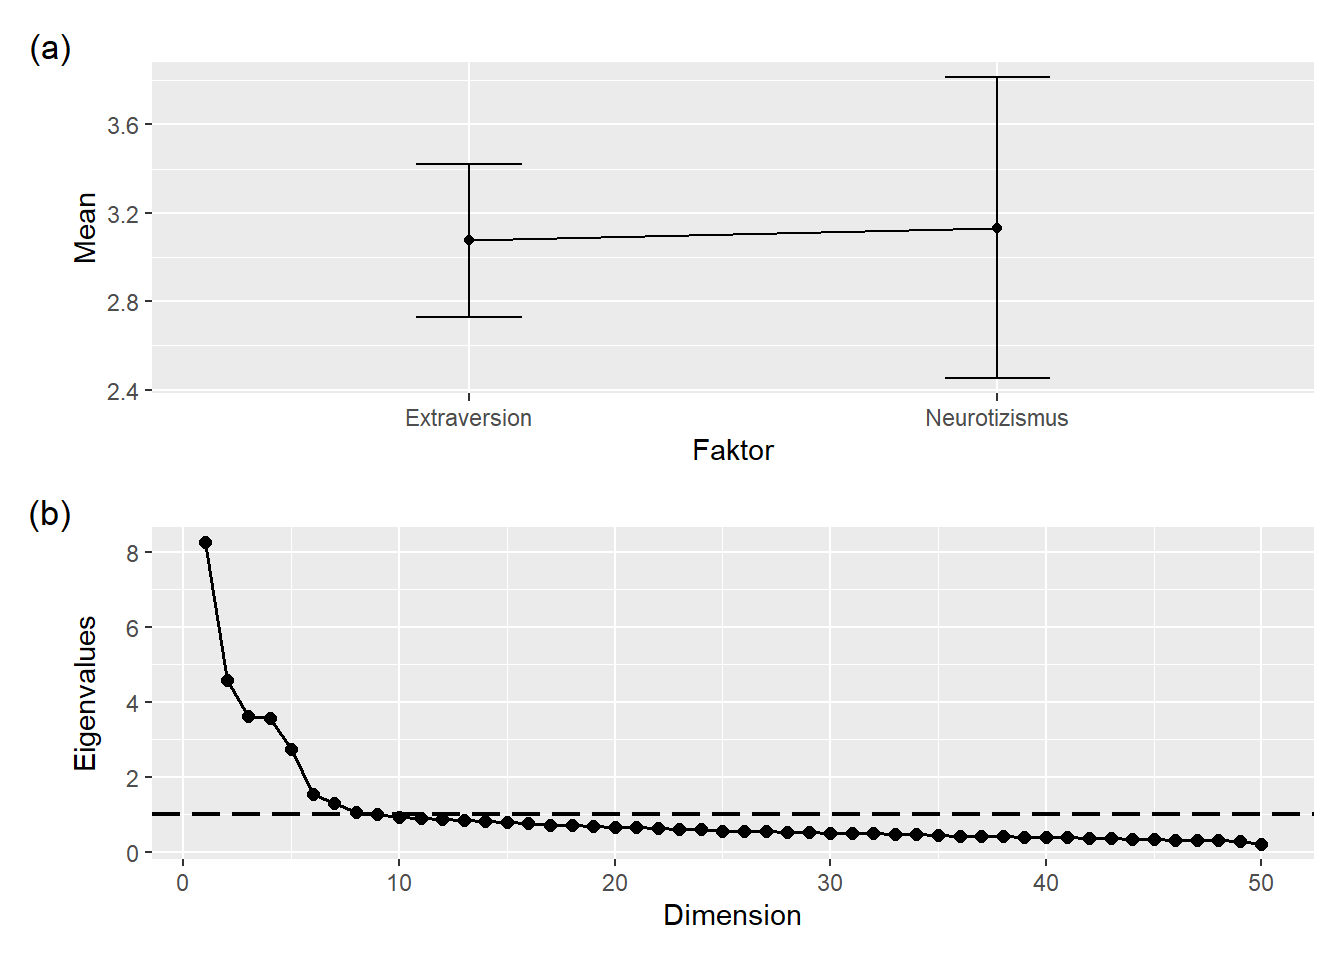 (a)
Mean
3.6
3.2
2.8
2.4
Extraversion Neurotizismus
Faktor
(b)
Eigenvalues
8
6
4
2
0
0 10 20 30 40 50
Dimension